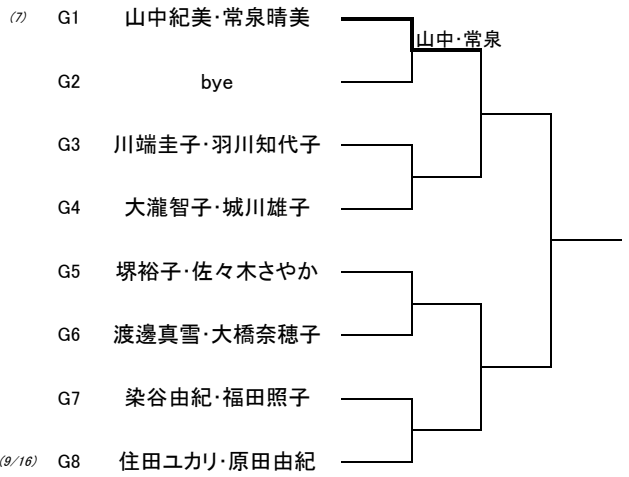 (7) G1 山中紀美・常泉晴美
山中・常泉
G2 bye
G3 川端圭子・羽川知代子
G4 大瀧智子・城川雄子
G5 堺裕子・佐々木さやか
G6 渡邊真雪・大橋奈穂子
G7 染谷由紀・福田照子
(9/16) G8 住田ユカリ・原田由紀